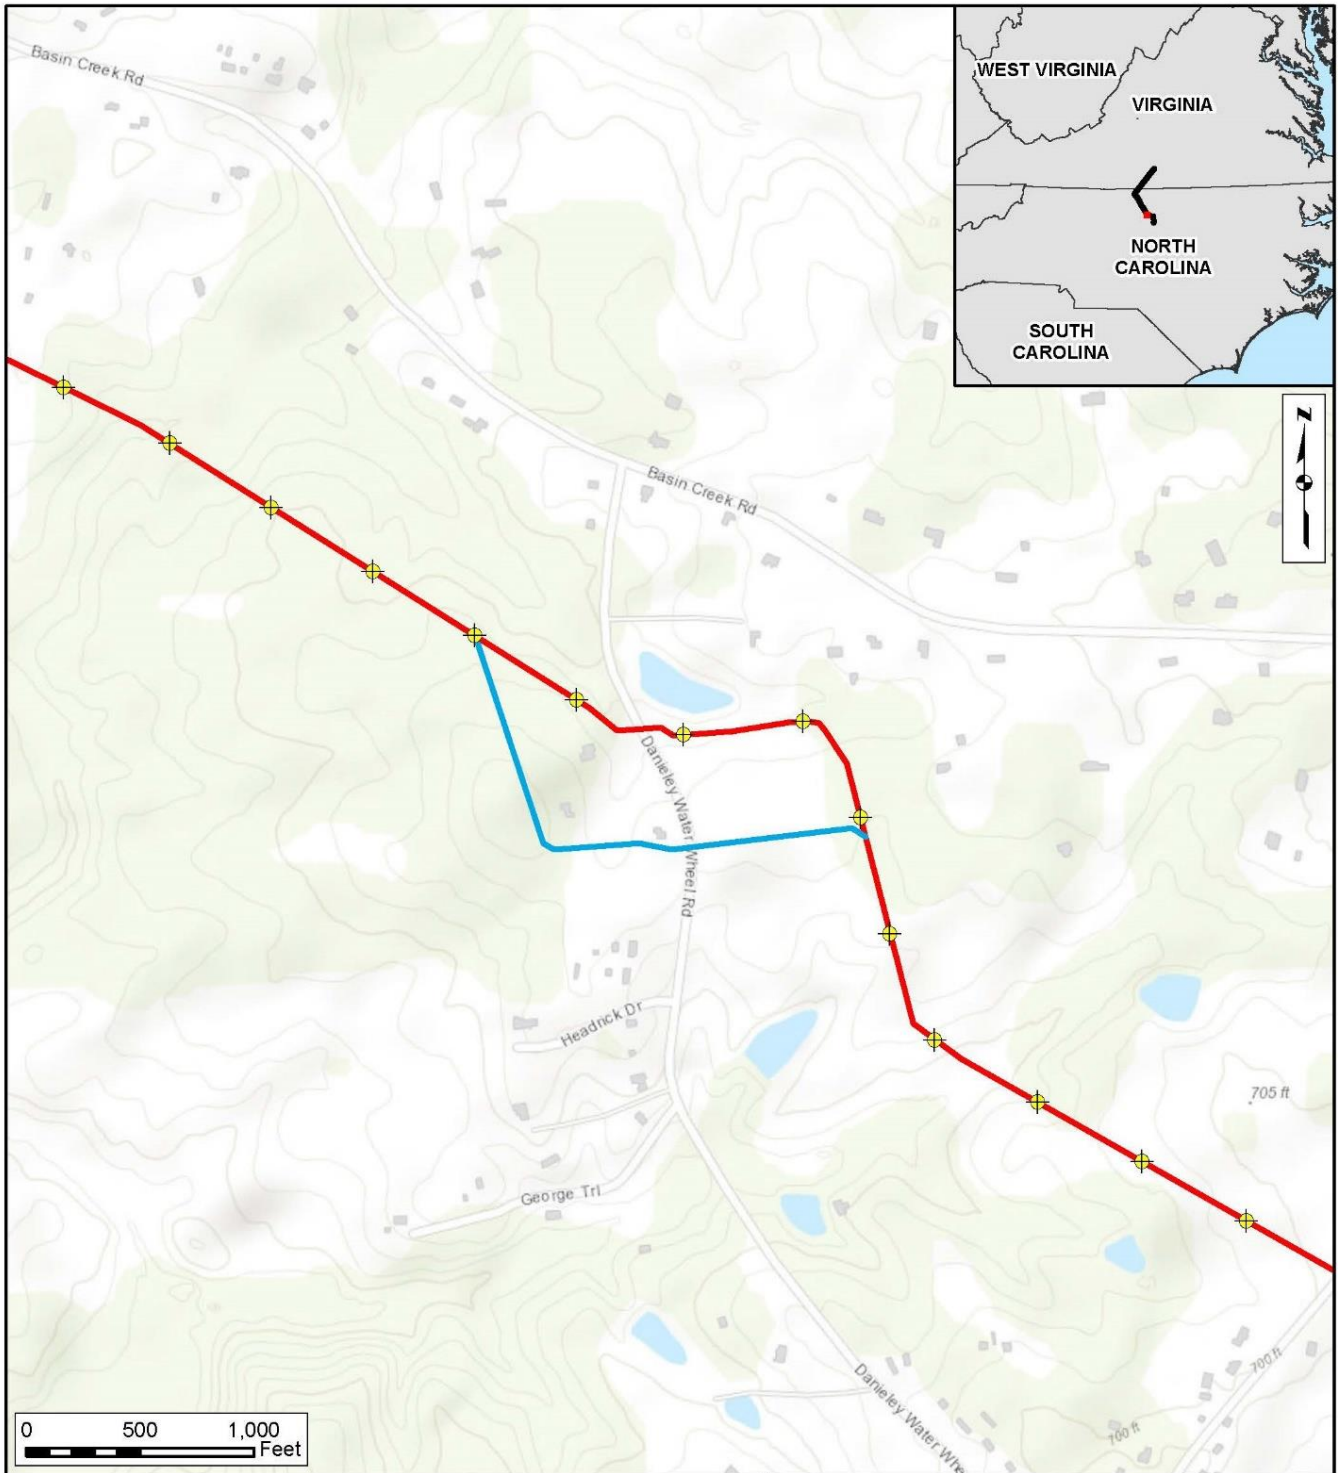 Basin Creek Rd
WEST VIRGINIA
VIRGINIA
NORTH
CAROLINA
SOUTH
CAROLINA
N
Basin Creek Rd
Danieley Water Wheel Rd
Headrick Dr
705 ft
George Trl
Danieley Water Whe
700 ft
700 ft
0 500 1,000
Feet